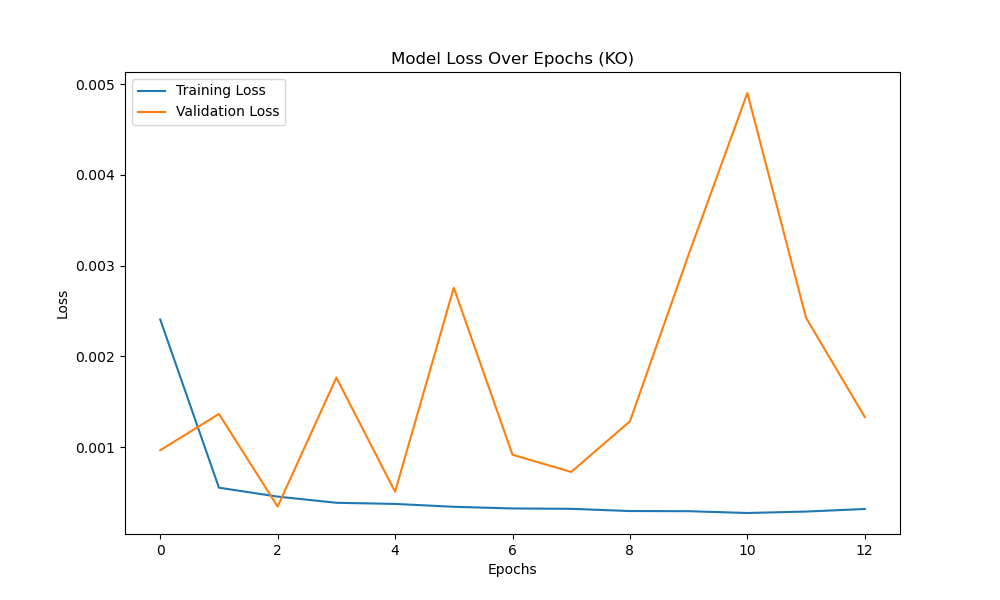 Model Loss Over Epochs (KO)
Training Loss
Validation Loss
0.005
0.004
0.003
0.002
0.001
Loss
0 2 4 6 8 10 12
Epochs